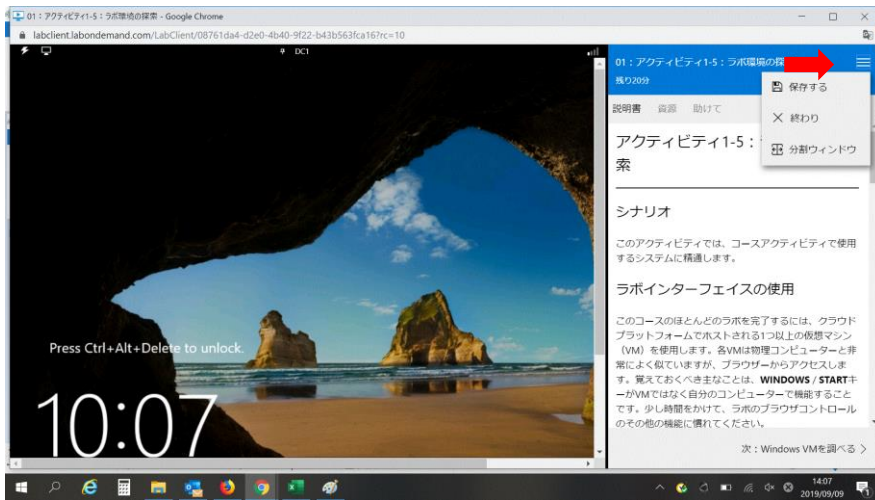 01：アクティビティ1-5：ラボ環境の探索 - Google Chrome
labclient.labondemand.com/LabClient/08761da4-d2e0-4b40-9f22-b43b563fca16?rc=10
DC1
01：アクティビティ1-5：ラボ環境の探
残り20分
保存する
終わり
分割ウィンドウ
説明書 資源 助けて
アクティビティ1-5：
索
シナリオ
このアクティビティでは、コースアクティビティで使用
するシステムに精通します。
ラボインターフェイスの使用
このコースのほとんどのラボを完了するには、クラウド
プラットフォームでホストされる1つ以上の仮想マシン
（VM）を使用します。各VMは物理コンピューターと非
常によく似ていますが、ブラウザーからアクセスしま
す。覚えておくべき主なことは、WINDOWS / STARTキ
ーがVMではなく自分のコンピューターで機能すること
です。少し時間をかけて、ラボのブラウザコントロール
のその他の機能に慣れてください。
次：Windows VMを調べる
Press Ctrl+Alt+Delete to unlock.
10:07
14:07
2019/09/09